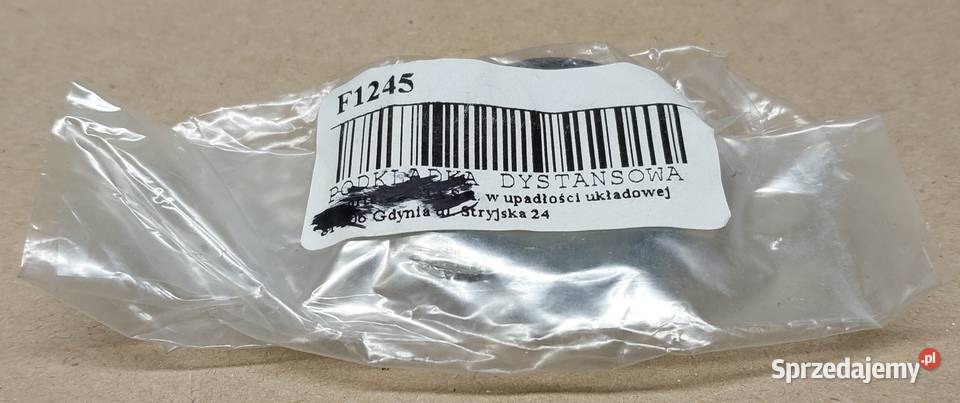 F1245
PODKŁADKA DYSTANSOWA
w upadłości układowej
Gdynia ul. Stryjska 24
Sprzedajemy.pl